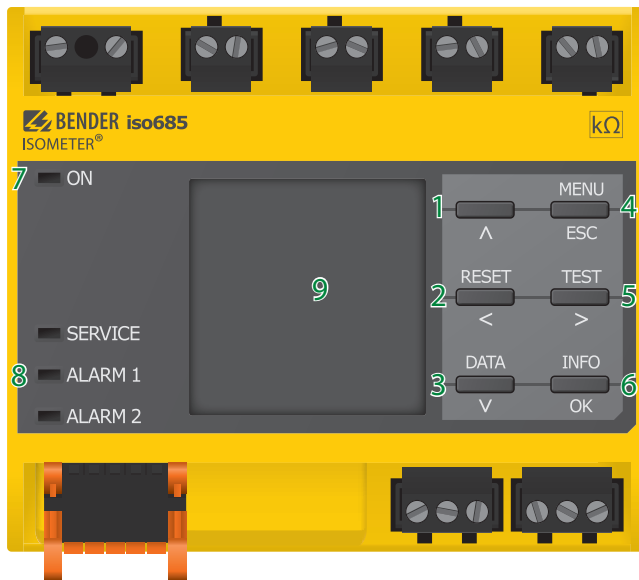 BENDER iso685
ISOMETER®
kΩ
7 ON
SERVICE
8 ALARM 1
ALARM 2
9
1
∧
MENU
4
ESC
RESET
2
<
TEST
5
>
DATA
3
∨
INFO
6
OK